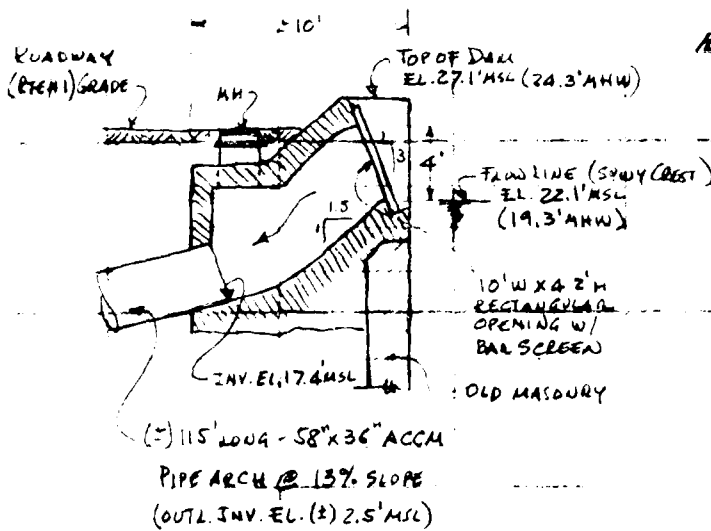 ± 10'
ROADWAY
(RTE#1) GRADE
MH
TOP OF DAM
EL. 27.1' MSL (24.3' MHW)
3
4'
FLOWLINE (SPWY CREST)
EL. 22.1' MSL
(19.3' MHW)
1.5
1
10' W X 4.2' H
RECTANGULAR
OPENING W/
BAR SCREEN
INV. EL. 17.4' MSL
OLD MASONRY
(±) 115' LONG - 58" X 36" ACCM
PIPE ARCH @ 13% SLOPE
(OUTL. INV. EL. (±) 2.5' MSL)